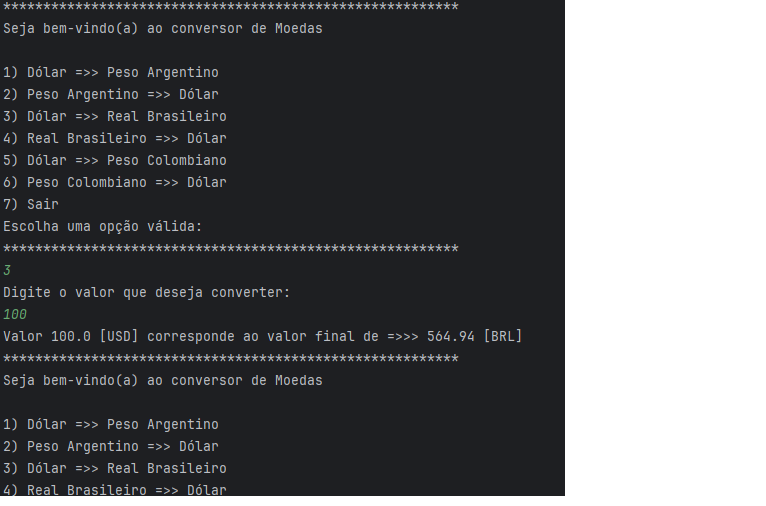 *********************************************************
Seja bem-vindo(a) ao conversor de Moedas
1) Dólar =>> Peso Argentino
2) Peso Argentino =>> Dólar
3) Dólar =>> Real Brasileiro
4) Real Brasileiro =>> Dólar
5) Dólar =>> Peso Colombiano
6) Peso Colombiano =>> Dólar
7) Sair
Escolha uma opção válida:
*********************************************************
3
Digite o valor que deseja converter:
100
Valor 100.0 [USD] corresponde ao valor final de =>>> 564.94 [BRL]
*********************************************************
Seja bem-vindo(a) ao conversor de Moedas
1) Dólar =>> Peso Argentino
2) Peso Argentino =>> Dólar
3) Dólar =>> Real Brasileiro
4) Real Brasileiro =>> Dólar